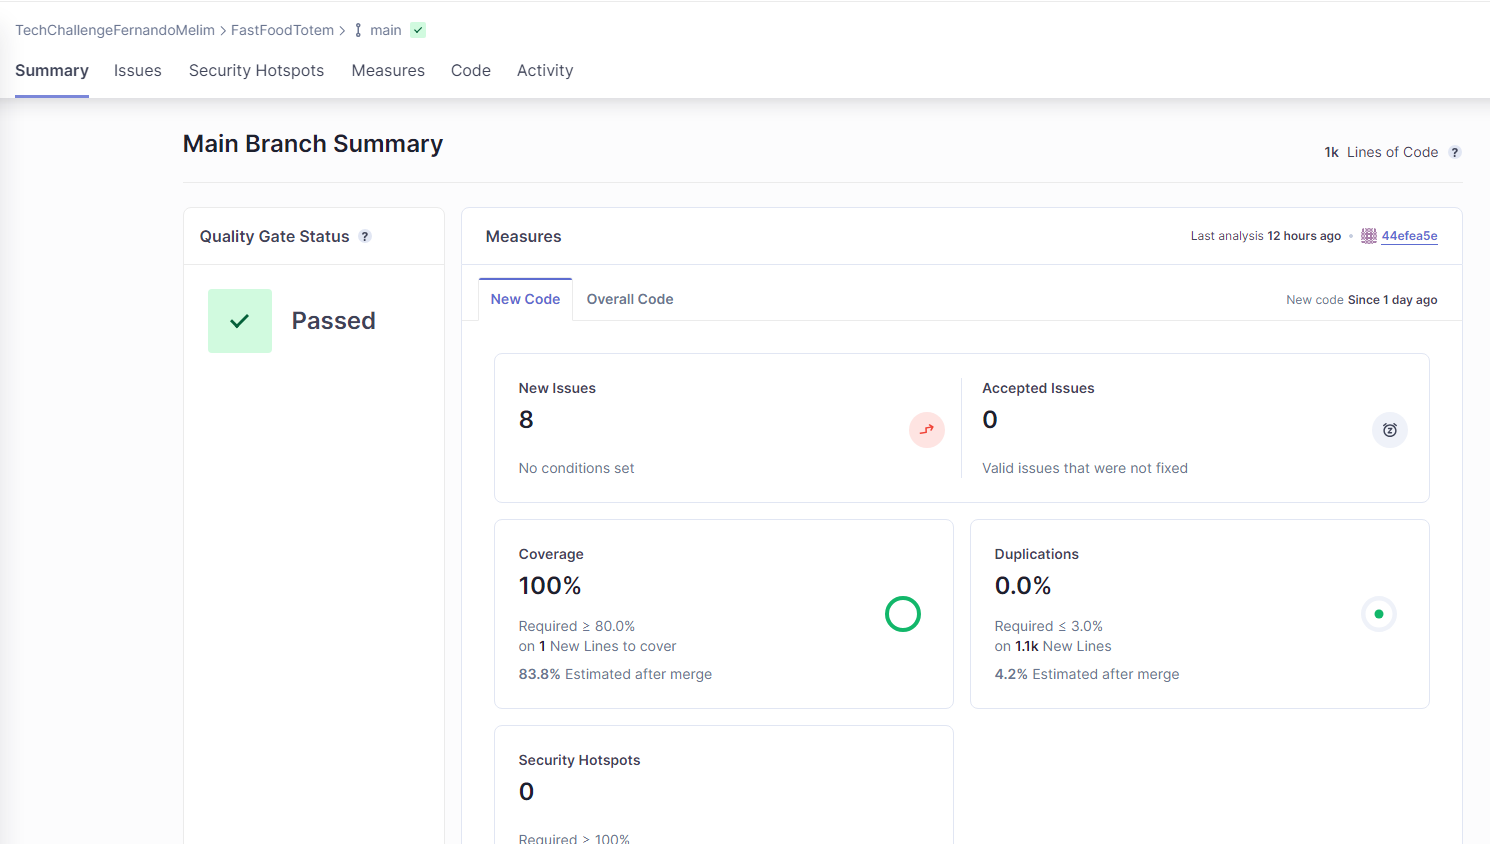 TechChallengeFernandoMelim > FastFoodTotem > main
Summary Issues Security Hotspots Measures Code Activity
Main Branch Summary
1k Lines of Code ?
Quality Gate Status ?
Passed
Measures
Last analysis 12 hours ago • 44efea5e
New Code Overall Code
New code Since 1 day ago
New Issues
8
No conditions set
Accepted Issues
0
Valid issues that were not fixed
Coverage
100%
Required ≥ 80.0%
on 1 New Lines to cover
83.8% Estimated after merge
Duplications
0.0%
Required ≤ 3.0%
on 1.1k New Lines
4.2% Estimated after merge
Security Hotspots
0
Required ≥ 100%